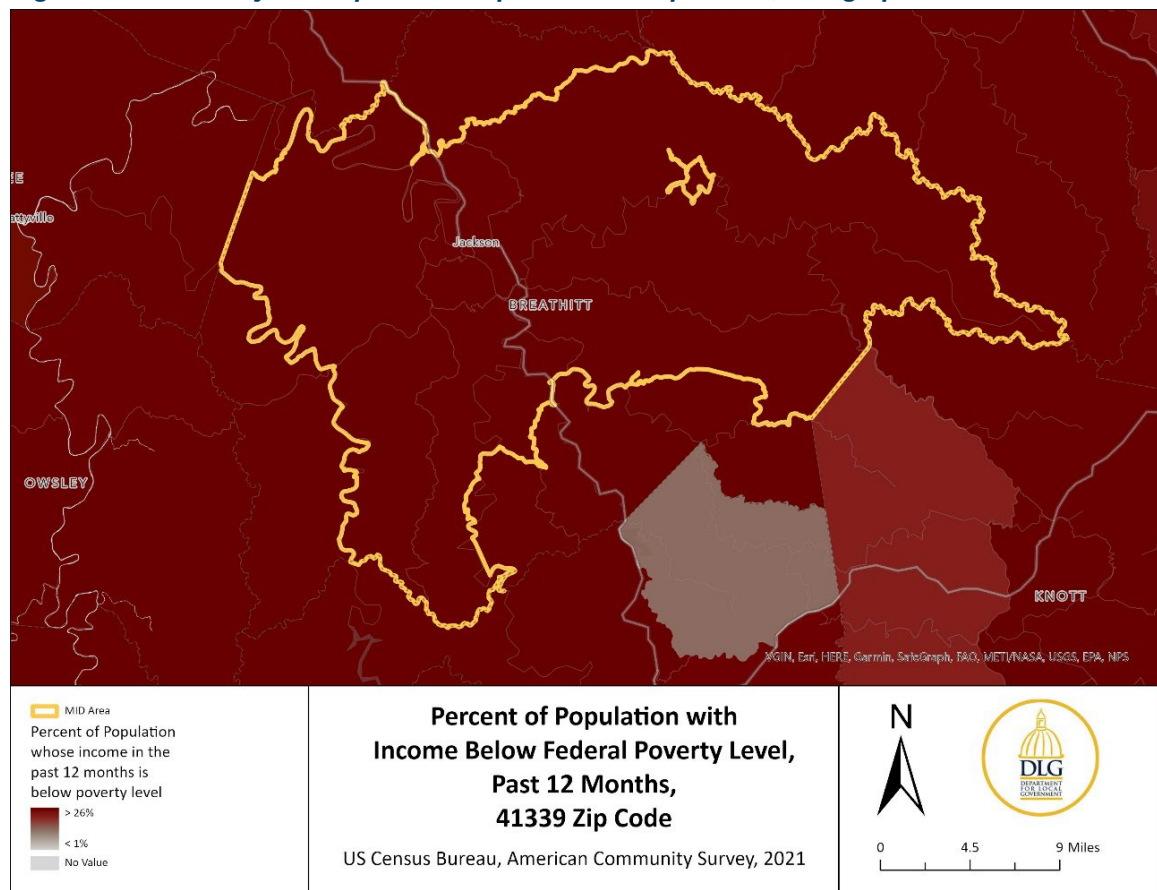 Jackson
BREATHITT
OWSLEY
KNOTT
VGIN, Esri, HERE, Garmin, SafeGraph, FAO, METI/NASA, USGS, EPA, NPS
MID Area
Percent of Population
whose income in the
past 12 months is
below poverty level
> 26%
< 1%
No Value
Percent of Population with
Income Below Federal Poverty Level,
Past 12 Months,
41339 Zip Code
US Census Bureau, American Community Survey, 2021
N
DLG
DEPARTMENT
FOR LOCAL
GOVERNMENT
0 4.5 9 Miles